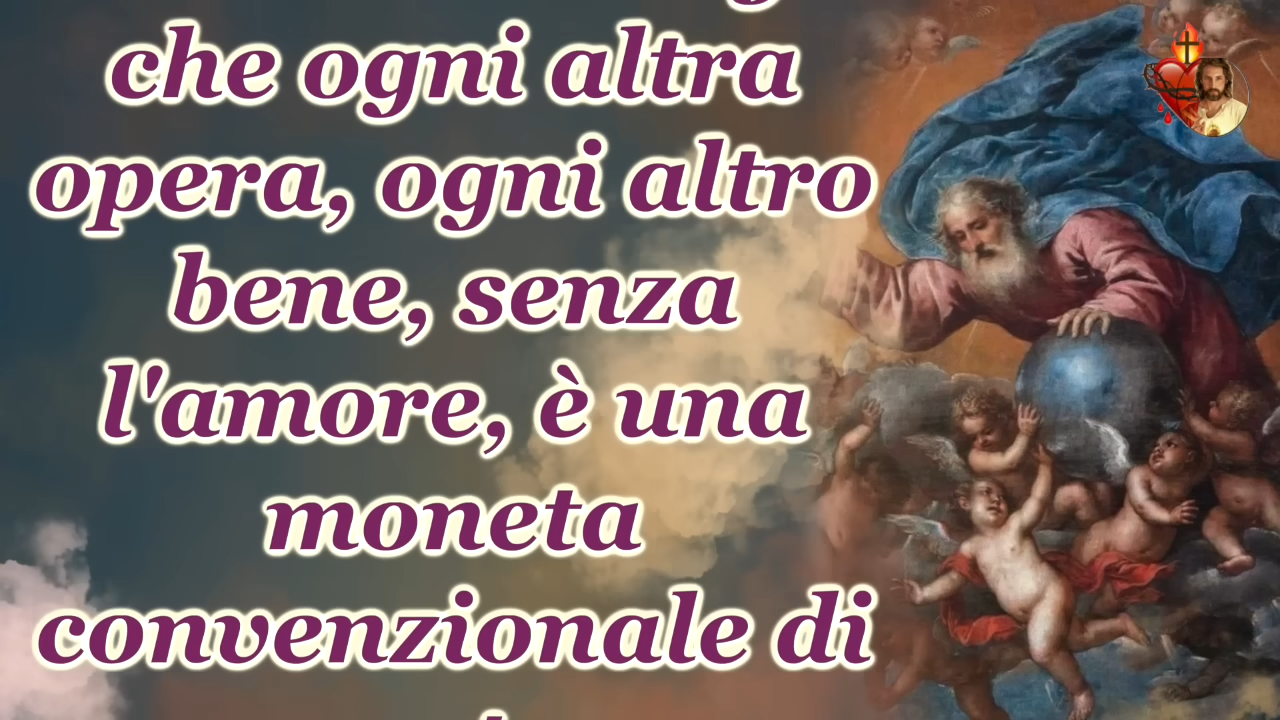 che ogni altra
opera, ogni altro
bene, senza
l'amore, è una
moneta
convenzionale di